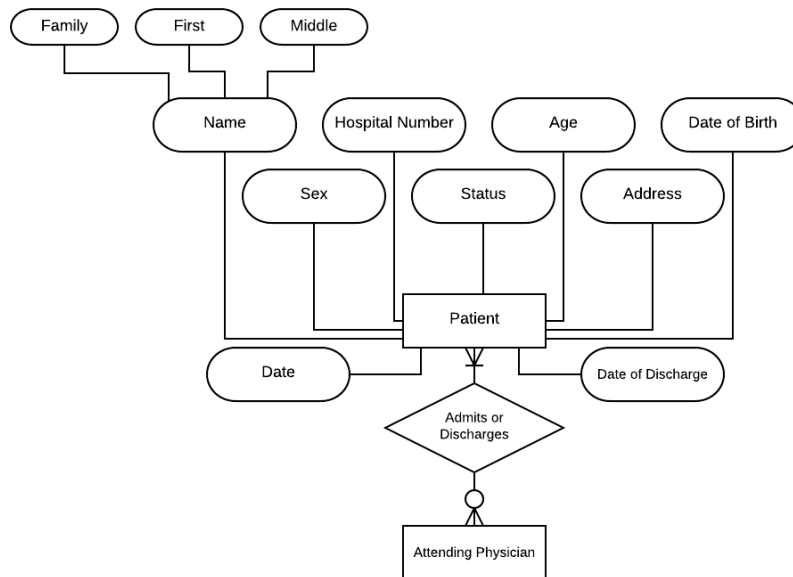 Family
First
Middle
Name
Hospital Number
Age
Date of Birth
Sex
Status
Address
Patient
Date
Date of Discharge
Admits or
Discharges
Attending Physician